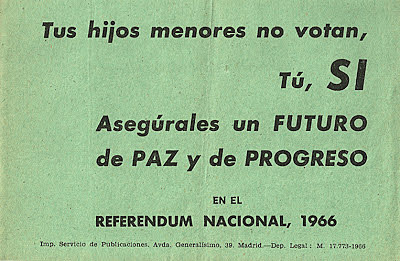 Tus hijos menores no votan,
Tú, SI
Asegúrales un FUTURO
de PAZ y de PROGRESO
EN EL
REFERENDUM NACIONAL, 1966
Imp. Servicio de Publicaciones, Avda. Generalísimo, 39, Madrid.—Dep. Legal: M. 17.773-1966